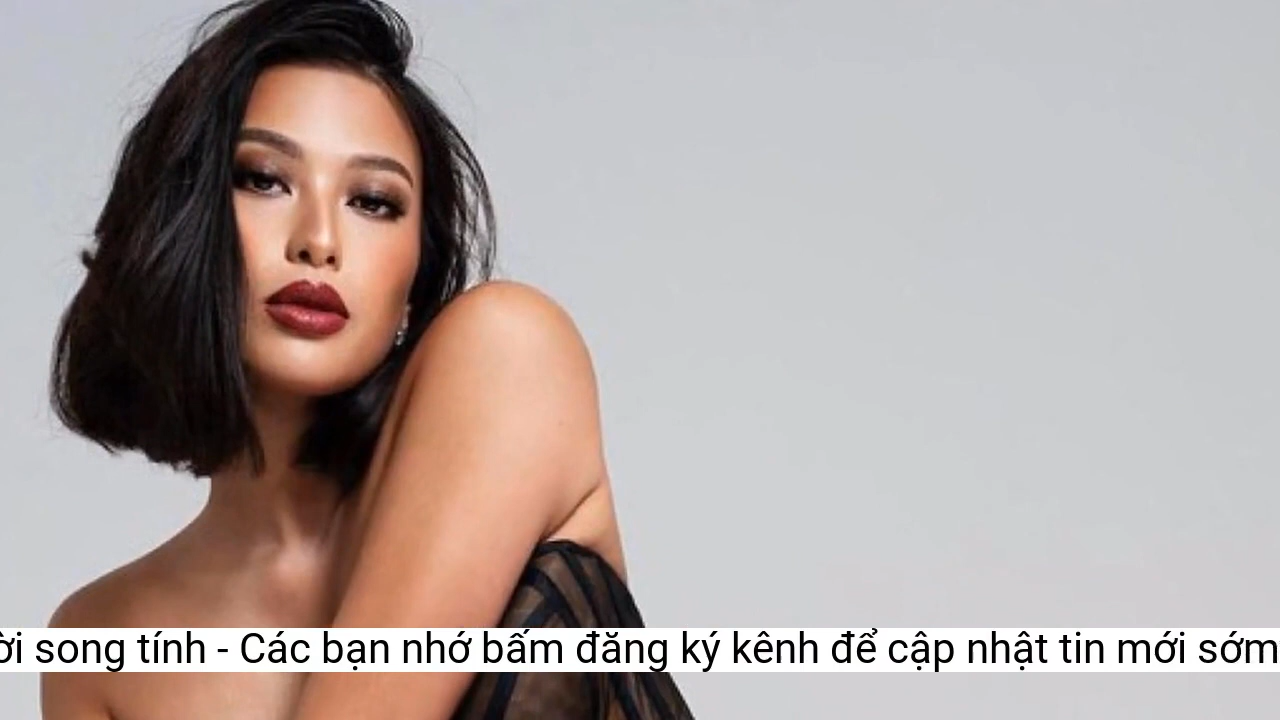 ời song tính - Các bạn nhớ bấm đăng ký kênh để cập nhật tin mới sớm